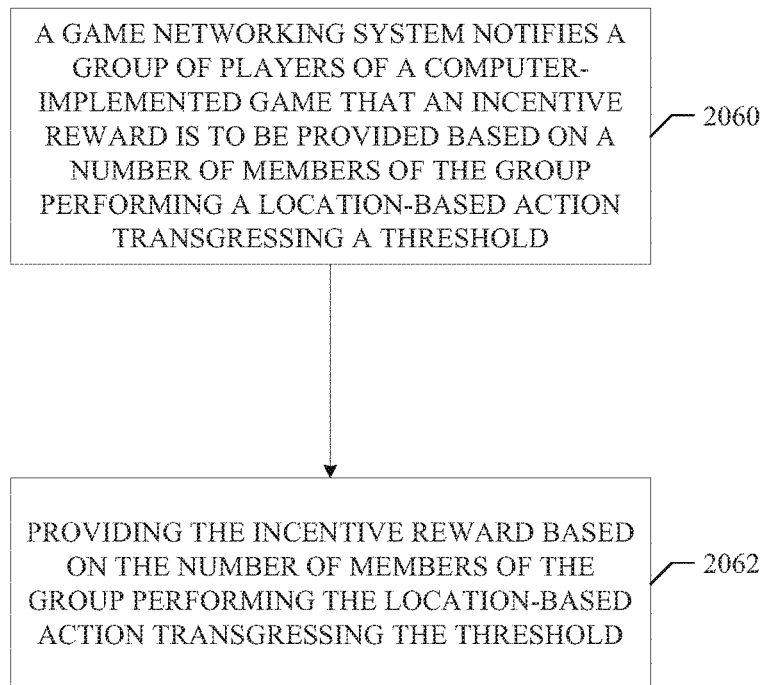 A GAME NETWORKING SYSTEM NOTIFIES A
GROUP OF PLAYERS OF A COMPUTER-
IMPLEMENTED GAME THAT AN INCENTIVE
REWARD IS TO BE PROVIDED BASED ON A
NUMBER OF MEMBERS OF THE GROUP
PERFORMING A LOCATION-BASED ACTION
TRANSGRESSING A THRESHOLD
2060
PROVIDING THE INCENTIVE REWARD BASED
ON THE NUMBER OF MEMBERS OF THE
GROUP PERFORMING THE LOCATION-BASED
ACTION TRANSGRESSING THE THRESHOLD
2062